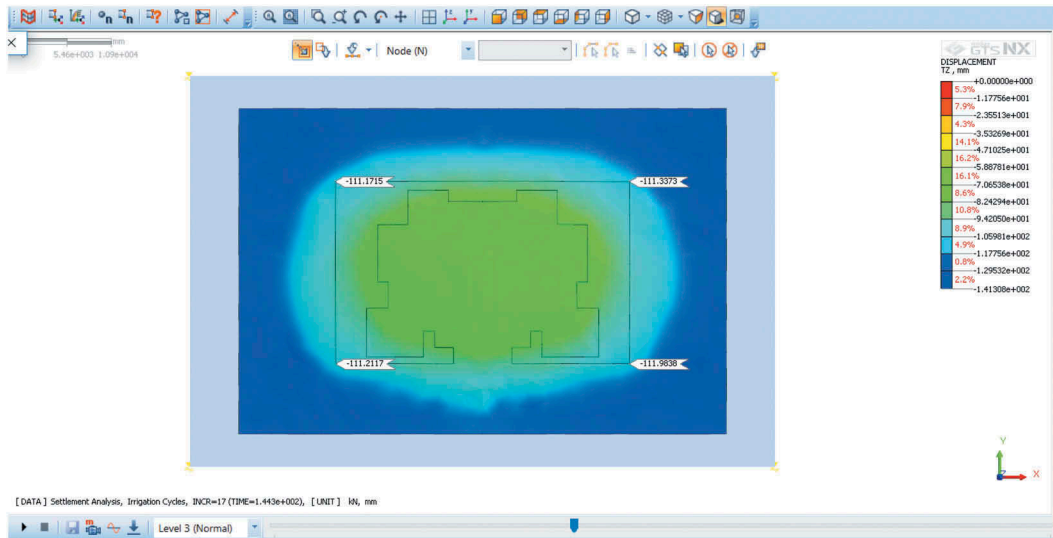 mm
5.46e+003 1.09e+004
Node (N)
GTS NX
DISPLACEMENT
TZ , mm
+0.00000e+000
5.3%
-1.17756e+001
7.9%
-2.35513e+001
4.3%
-3.53269e+001
14.1%
-4.71025e+001
16.2%
-5.88781e+001
16.1%
-7.06538e+001
8.6%
-8.24294e+001
10.8%
-9.42050e+001
8.9%
-1.05981e+002
4.9%
-1.17756e+002
0.8%
-1.29532e+002
2.2%
-1.41308e+002
-111.1715
-111.3373
-111.2117
-111.9838
Y
X
[ DATA ] Settlement Analysis, Irrigation Cycles, INCR=17 (TIME=1.443e+002), [ UNIT ] kN, mm
Level 3 (Normal)